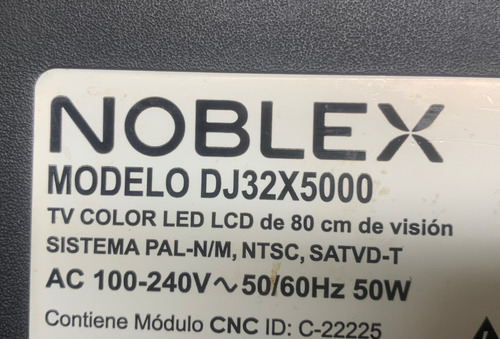 NOBLEX
MODELO DJ32X5000
TV COLOR LED LCD de 80 cm de visión
SISTEMA PAL-N/M, NTSC, SATVD-T
AC 100-240V∿50/60Hz 50W
Contiene Módulo CNC ID: C-22225